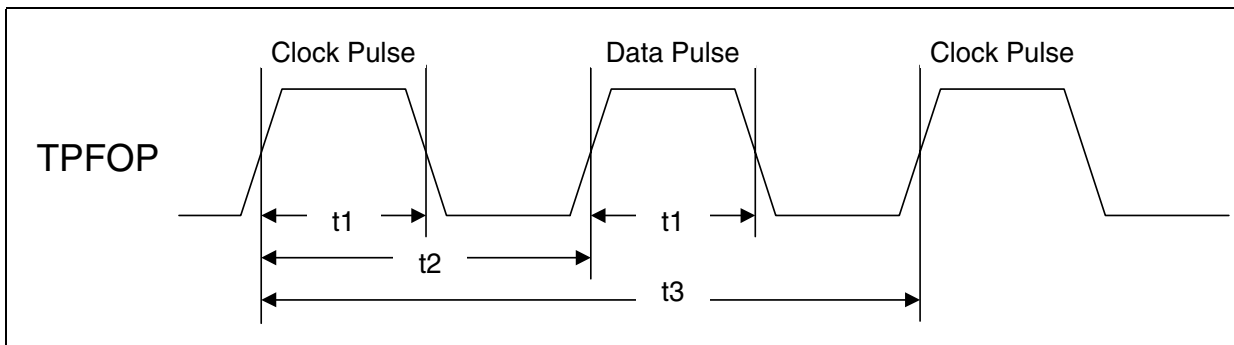 Clock Pulse Data Pulse Clock Pulse
TPFOP
t1 t1
t2
t3